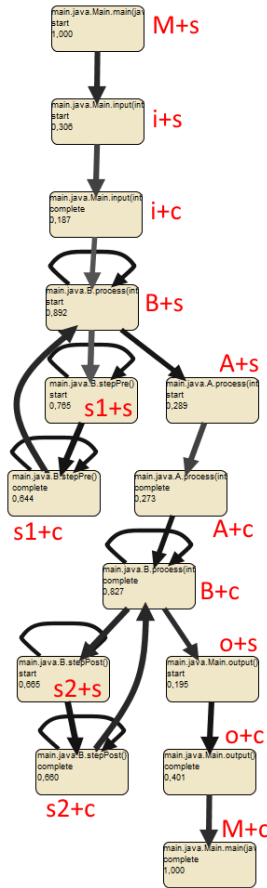 main.java.Main.main(jav
start
1,000
M+s
main.java.Main.input(int
start
0,306
i+s
main.java.Main.input(int
complete
0,187
i+c
main.java.B.process(int
start
0,892
B+s
main.java.B.stepPre()
start
0,765
s1+s
main.java.A.process(int
start
0,289
A+s
main.java.B.stepPre()
complete
0,644
s1+c
main.java.A.process(int
complete
0,273
A+c
main.java.B.process(int
complete
0,827
B+c
main.java.B.stepPost()
start
0,665
s2+s
main.java.Main.output()
start
0,195
o+s
main.java.B.stepPost()
complete
0,660
s2+c
main.java.Main.output()
complete
0,401
o+c
main.java.Main.main(jav
complete
1,000
M+c